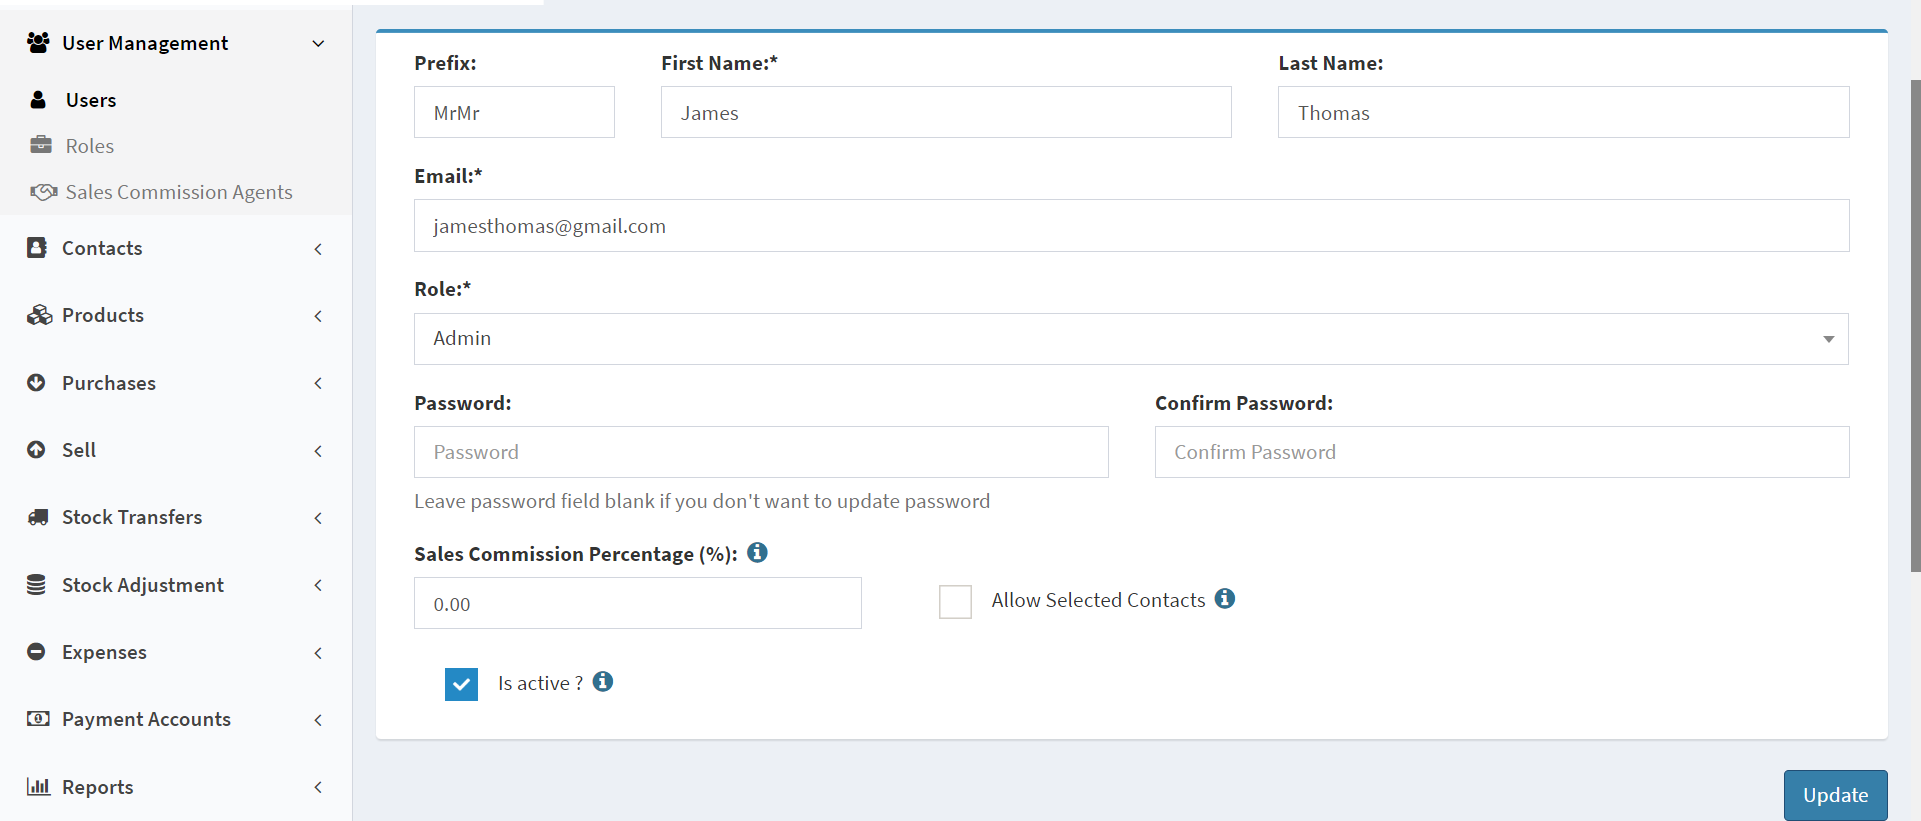 User Management
Users
Roles
Sales Commission Agents
Contacts
Products
Purchases
Sell
Stock Transfers
Stock Adjustment
Expenses
Payment Accounts
Reports
Prefix: First Name:* Last Name:
MrMr James Thomas
Email:*
jamesthomas@gmail.com
Role:*
Admin
Password: Confirm Password:
Password Confirm Password
Leave password field blank if you don't want to update password
Sales Commission Percentage (%):
0.00 Allow Selected Contacts
Is active ?
Update